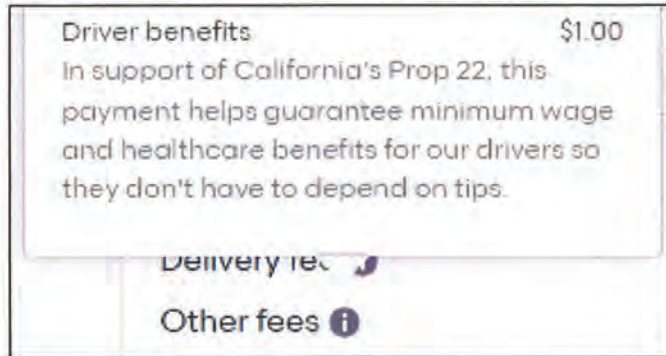 Driver benefits $1.00
In support of California's Prop 22, this
payment helps guarantee minimum wage
and healthcare benefits for our drivers so
they don't have to depend on tips.
Delivery
Other fees